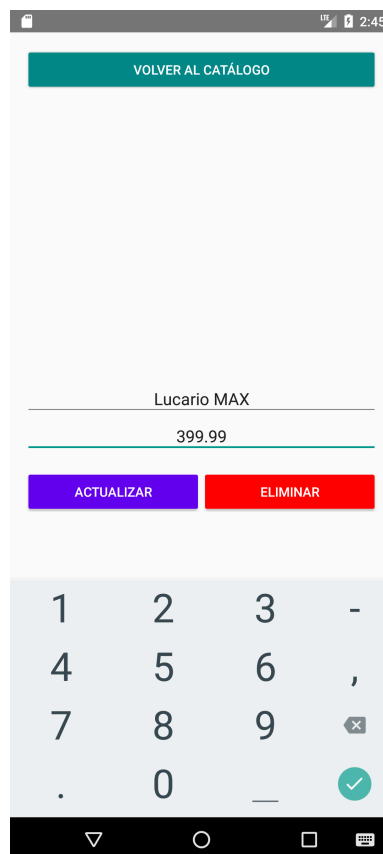 LTE 2:45
VOLVER AL CATÁLOGO
Lucario MAX
399.99
ACTUALIZAR ELIMINAR
1 2 3 -
4 5 6 ,
7 8 9
. 0 _